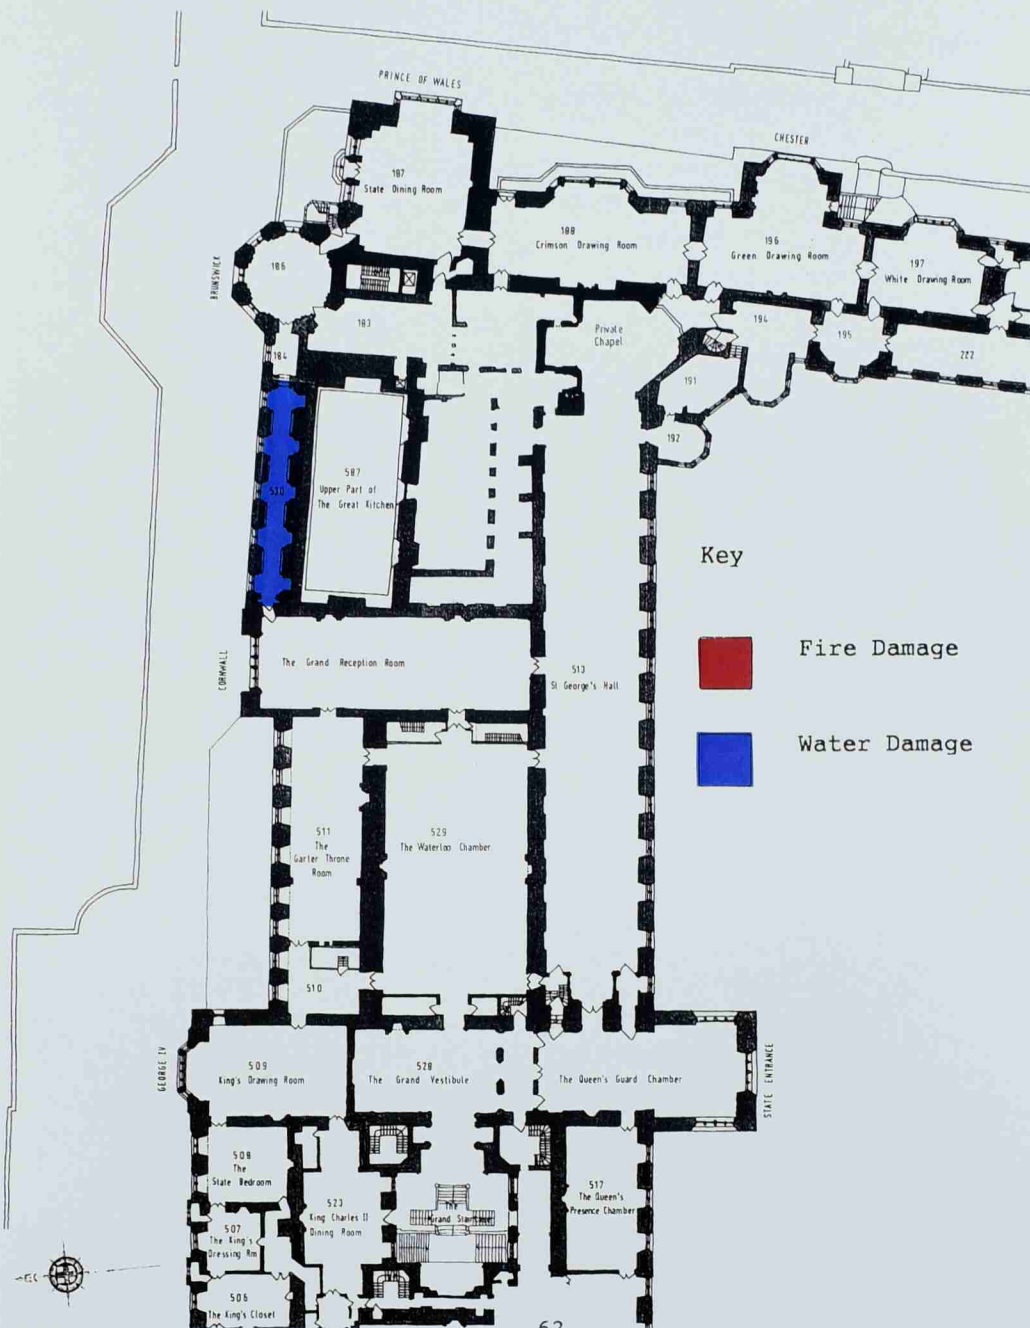 PRINCE OF WALES
CHESTER
187
State Dining Room
188
Crimson Drawing Room
196
Green Drawing Room
197
White Drawing Room
BRUNSWICK
186
183
184
Private
Chapel
194
195
222
191
192
587
Upper Part of
The Great Kitchen
530
Key
Fire Damage
Water Damage
CORNWALL
The Grand Reception Room
513
St George's Hall
511
The
Garter Throne
Room
529
The Waterloo Chamber
510
GEORGE IV
509
King's Drawing Room
528
The Grand Vestibule
The Queen's Guard Chamber
STATE ENTRANCE
508
The
State Bedroom
523
King Charles II
Dining Room
The
Grand Staircase
517
The Queen's
Presence Chamber
507
The King's
Dressing Rm
506
The King's Closet
62